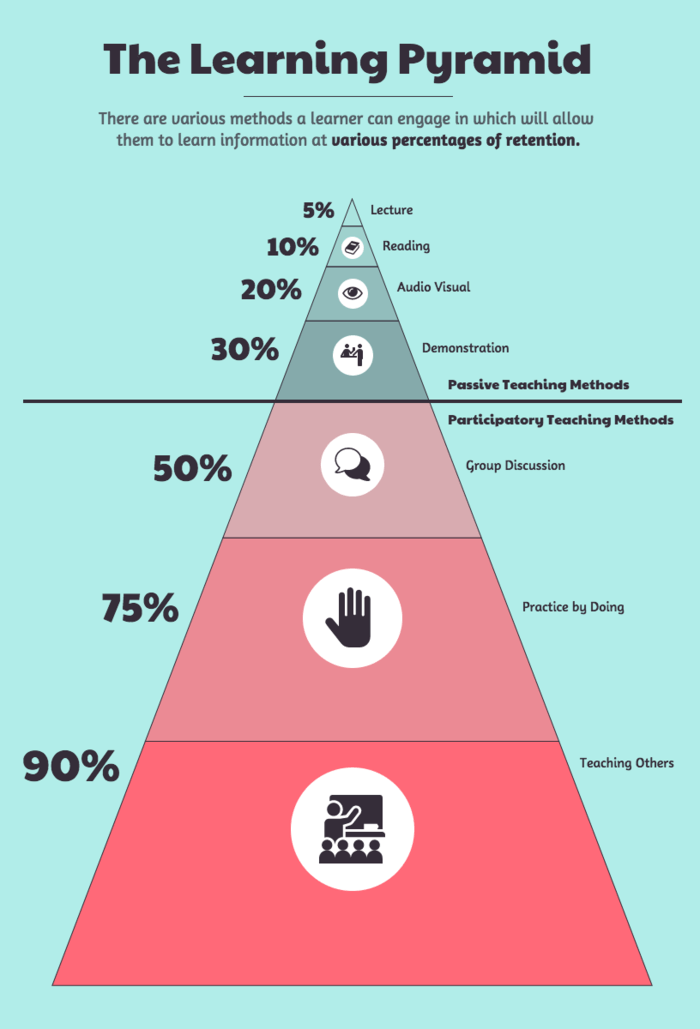 The Learning Pyramid
There are various methods a learner can engage in which will allow
them to learn information at various percentages of retention.
5% Lecture
10% Reading
20% Audio Visual
30% Demonstration
Passive Teaching Methods
Participatory Teaching Methods
50% Group Discussion
75% Practice by Doing
90% Teaching Others